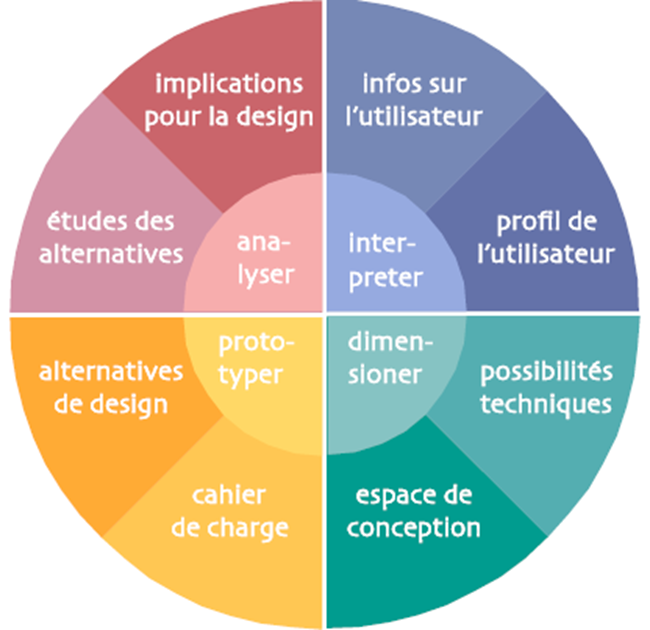 implications
pour la design
infos sur
l'utilisateur
études des
alternatives
ana-
lyser
inter-
preter
profil de
l'utilisateur
alternatives
de design
proto-
typer
dimen-
sioner
possibilités
techniques
cahier
de charge
espace de
conception